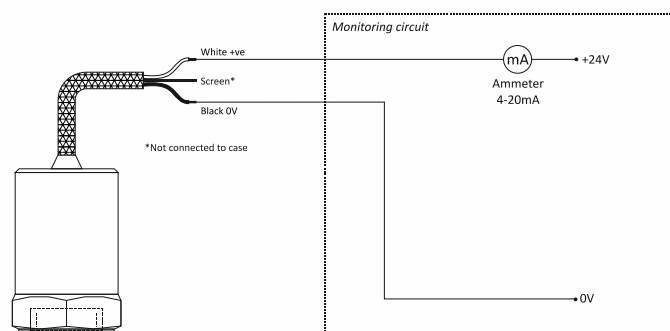 Monitoring circuit
White +ve
mA
+24V
Screen*
Ammeter
4-20mA
Black 0V
*Not connected to case
0V